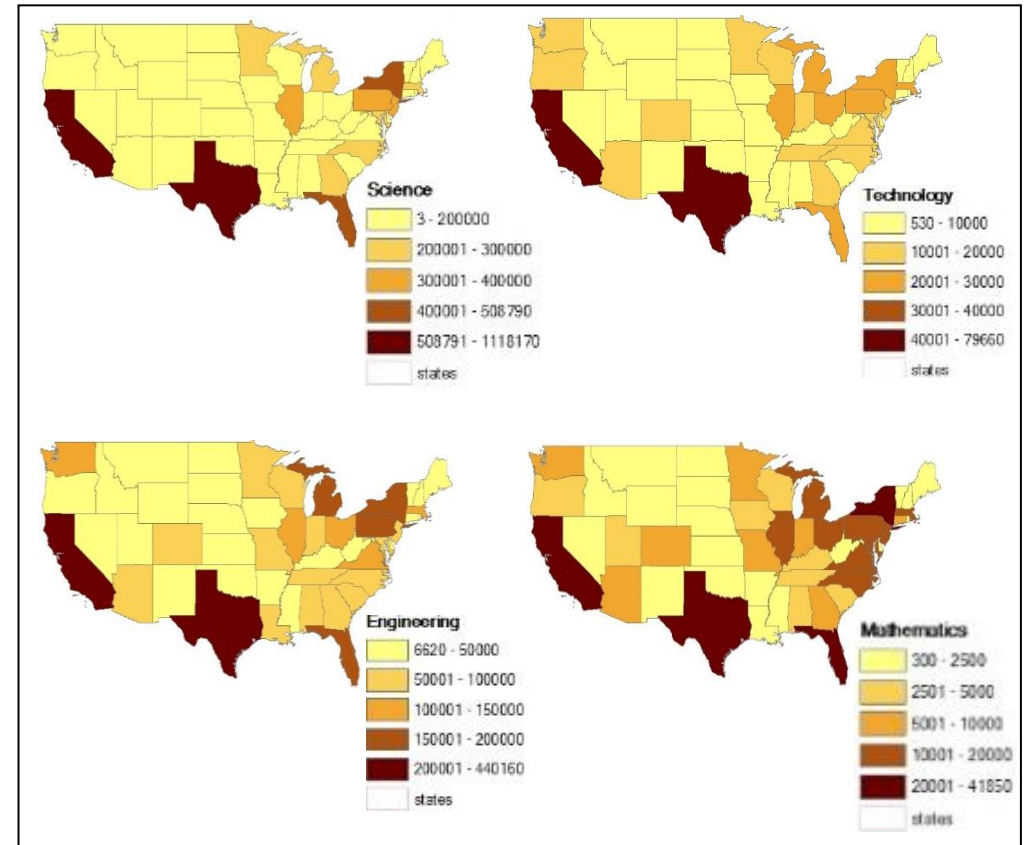 Science
3 - 200000
200001 - 300000
300001 - 400000
400001 - 508790
508791 - 1118170
states
Technology
530 - 10000
10001 - 20000
20001 - 30000
30001 - 40000
40001 - 79660
states
Engineering
6620 - 50000
50001 - 100000
100001 - 150000
150001 - 200000
200001 - 440160
states
Mathematics
300 - 2500
2501 - 5000
5001 - 10000
10001 - 20000
20001 - 41850
states